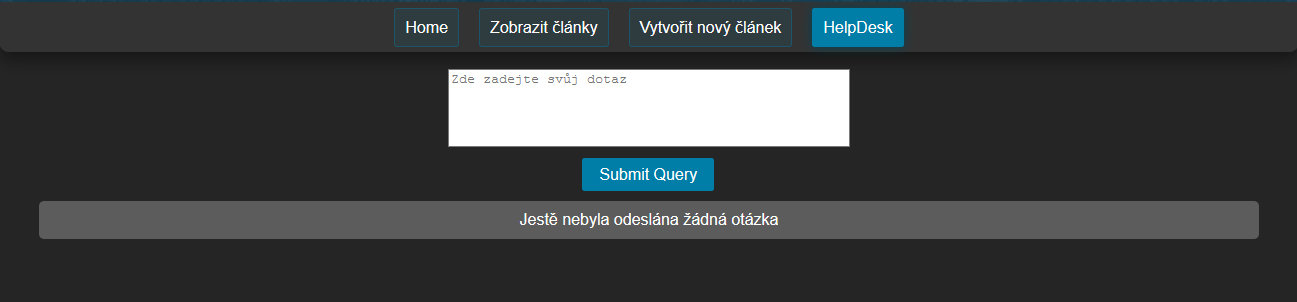 Home Zobrazit články Vytvořit nový článek HelpDesk
Zde zadejte svůj dotaz
Submit Query
Jestě nebyla odeslána žádná otázka